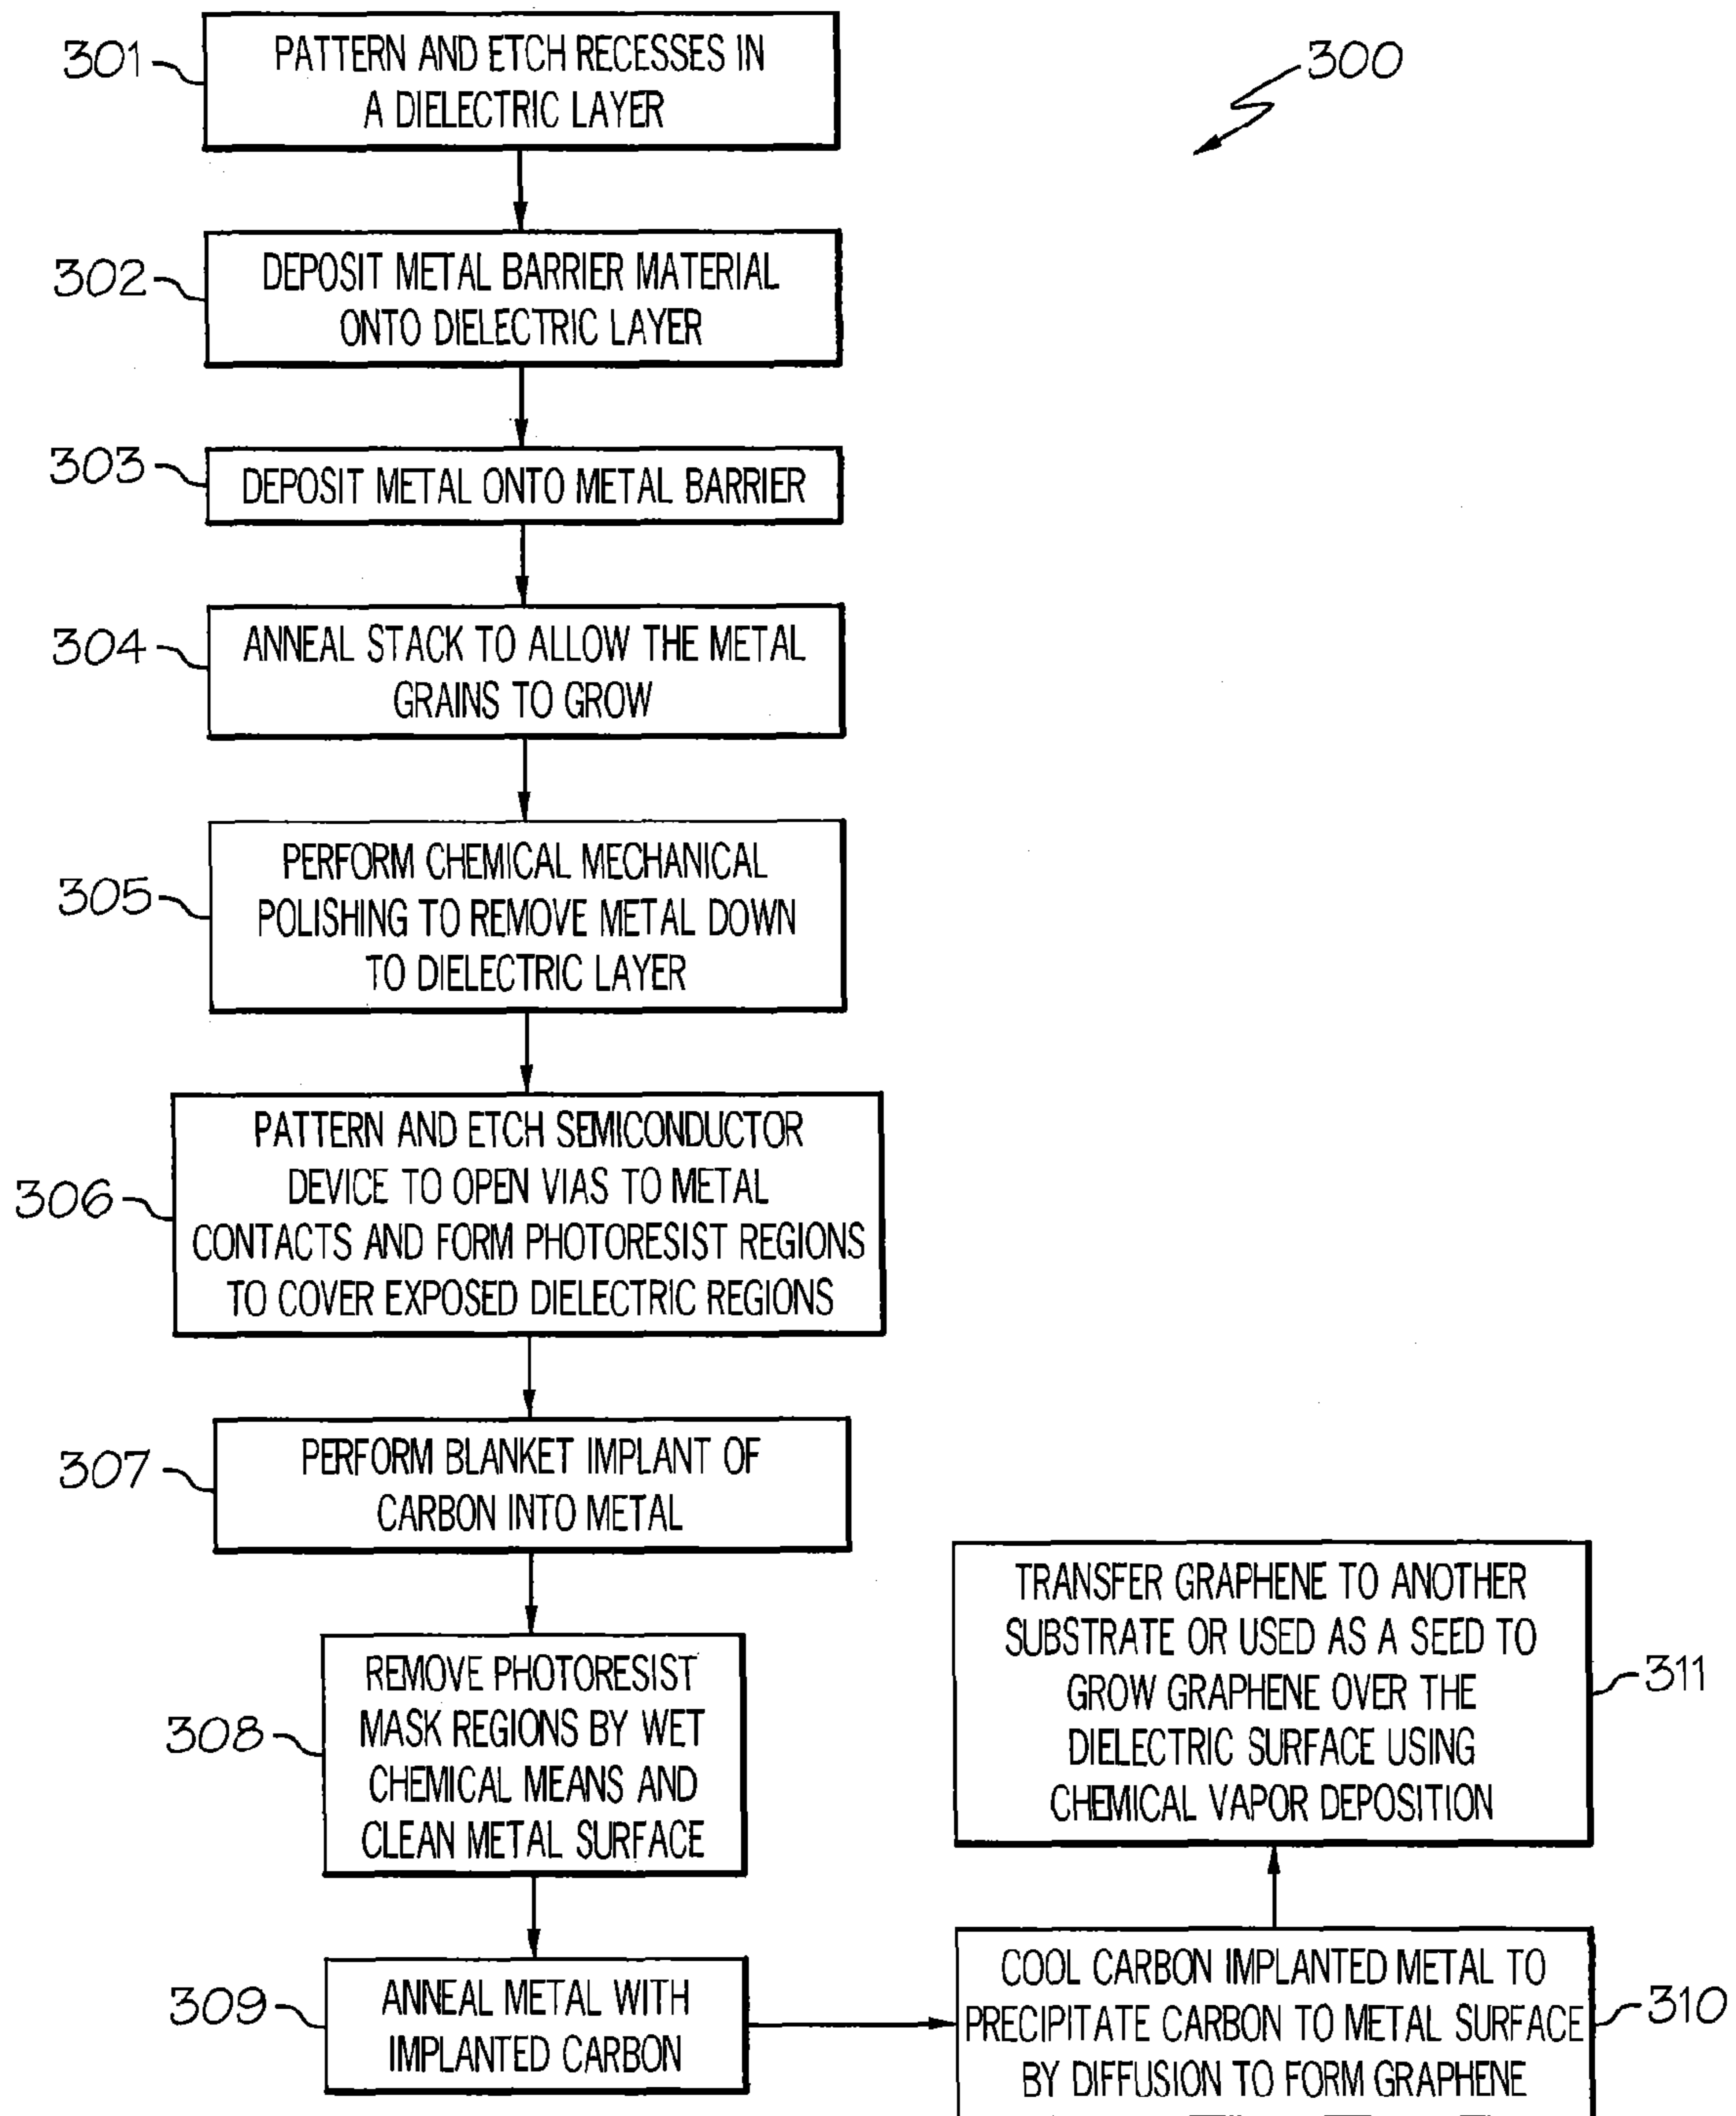 300
301
PATTERN AND ETCH RECESSES IN
A DIELECTRIC LAYER
302
DEPOSIT METAL BARRIER MATERIAL
ONTO DIELECTRIC LAYER
303
DEPOSIT METAL ONTO METAL BARRIER
304
ANNEAL STACK TO ALLOW THE METAL
GRAINS TO GROW
305
PERFORM CHEMICAL MECHANICAL
POLISHING TO REMOVE METAL DOWN
TO DIELECTRIC LAYER
306
PATTERN AND ETCH SEMICONDUCTOR
DEVICE TO OPEN VIAS TO METAL
CONTACTS AND FORM PHOTORESIST REGIONS
TO COVER EXPOSED DIELECTRIC REGIONS
307
PERFORM BLANKET IMPLANT OF
CARBON INTO METAL
308
REMOVE PHOTORESIST
MASK REGIONS BY WET
CHEMICAL MEANS AND
CLEAN METAL SURFACE
309
ANNEAL METAL WITH
IMPLANTED CARBON
310
COOL CARBON IMPLANTED METAL TO
PRECIPITATE CARBON TO METAL SURFACE
BY DIFFUSION TO FORM GRAPHENE
311
TRANSFER GRAPHENE TO ANOTHER
SUBSTRATE OR USED AS A SEED TO
GROW GRAPHENE OVER THE
DIELECTRIC SURFACE USING
CHEMICAL VAPOR DEPOSITION